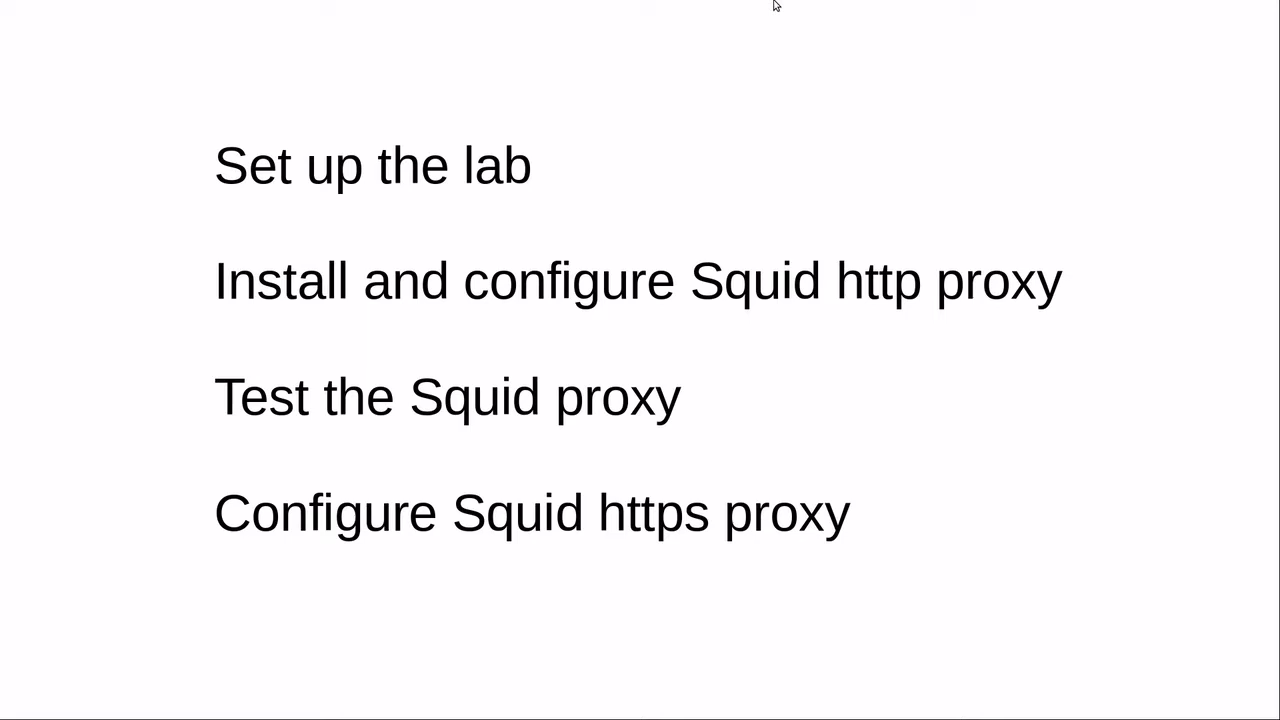 Set up the lab
Install and configure Squid http proxy
Test the Squid proxy
Configure Squid https proxy